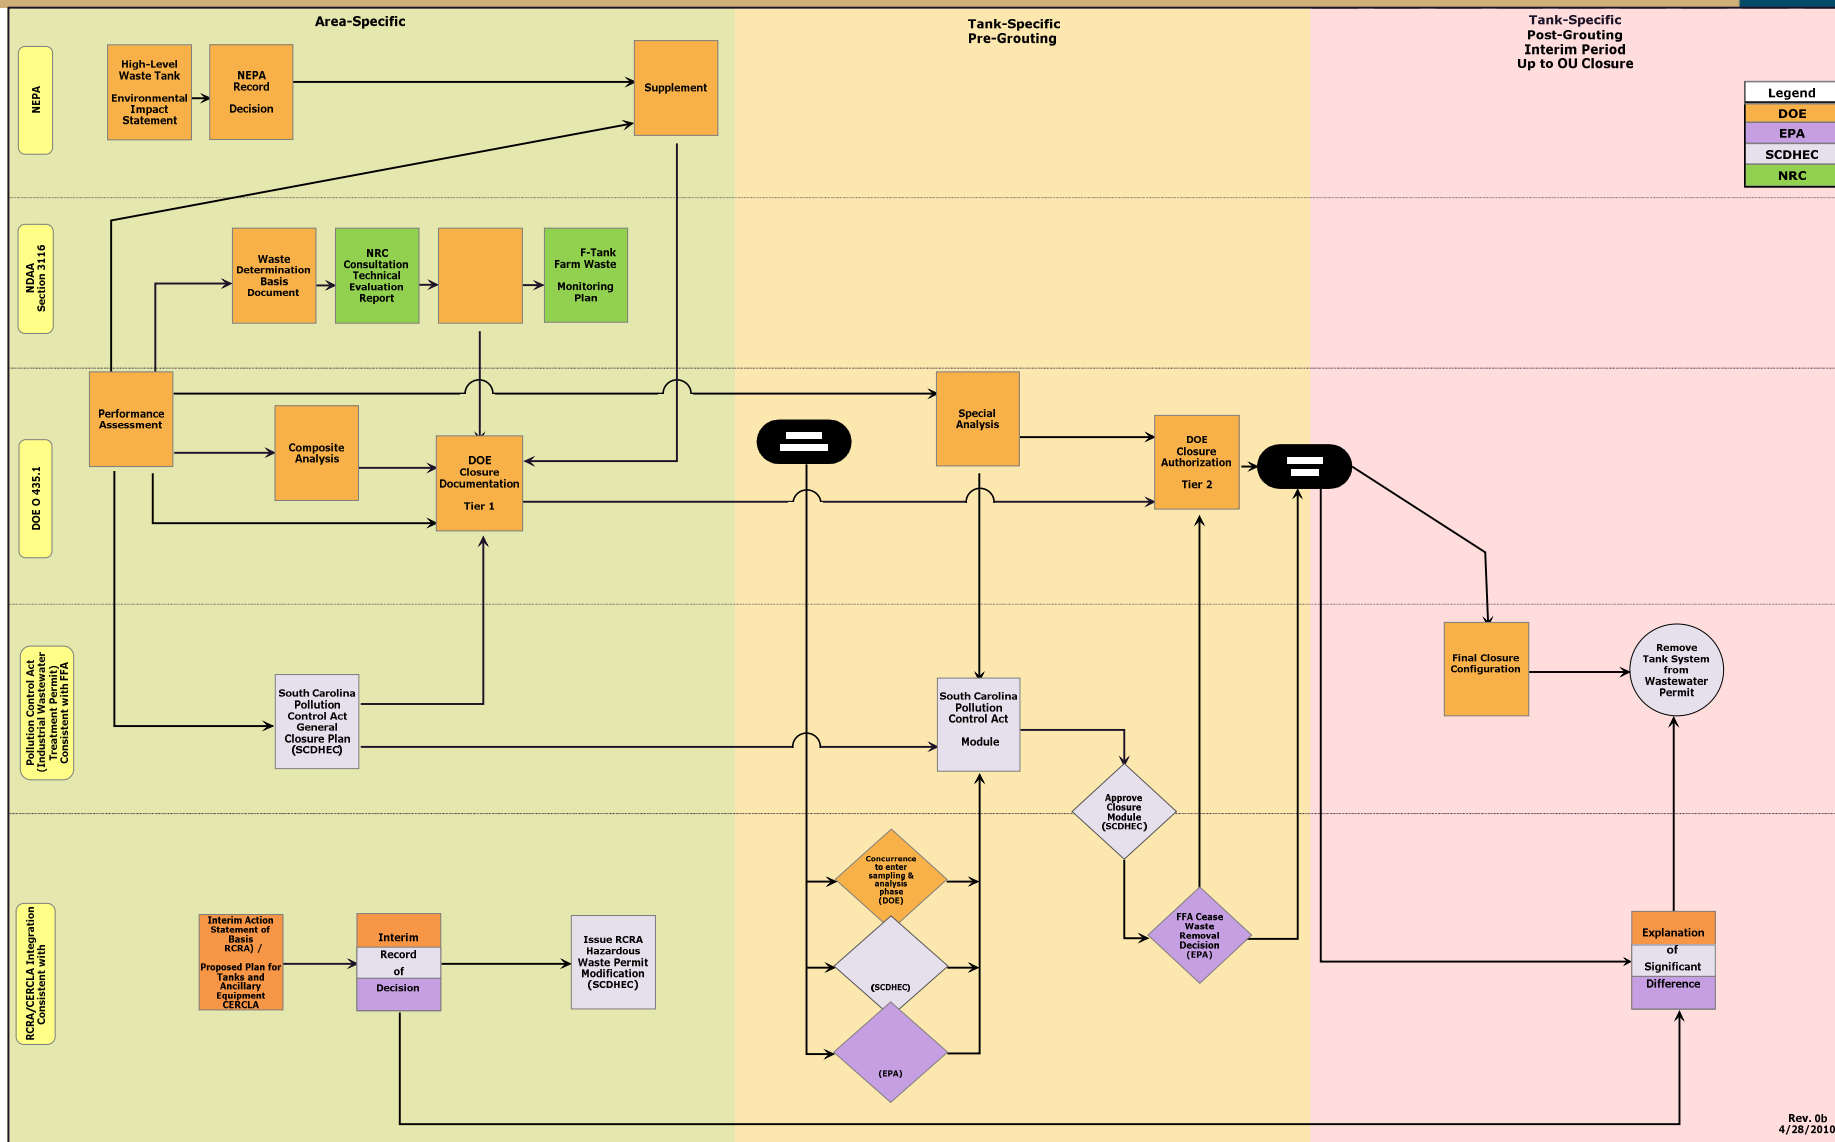 Area-Specific
Tank-Specific
Pre-Grouting
Tank-Specific
Post-Grouting
Interim Period
Up to OU Closure
NEPA
High-Level
Waste Tank
Environmental
Impact
Statement
NEPA
Record
Decision
Supplement
Legend
DOE
EPA
SCDHEC
NRC
NDAA
Section 3116
Waste
Determination
Basis
Document
NRC
Consultation
Technical
Evaluation
Report
F-Tank
Farm Waste
Monitoring
Plan
DOE O 435.1
Performance
Assessment
Composite
Analysis
DOE
Closure
Documentation
Tier 1
Special
Analysis
DOE
Closure
Authorization
Tier 2
Pollution Control Act
(Industrial Wastewater
Treatment Permit)
Consistent with FFA
South Carolina
Pollution
Control Act
General
Closure Plan
(SCDHEC)
South Carolina
Pollution
Control Act
Module
Approve
Closure
Module
(SCDHEC)
Final Closure
Configuration
Remove
Tank System
from
Wastewater
Permit
RCRA/CERCLA Integration
Consistent with
Interim Action
Statement of
Basis
RCRA) /
Proposed Plan for
Tanks and
Ancillary
Equipment
CERCLA
Interim
Record
of
Decision
Issue RCRA
Hazardous
Waste Permit
Modification
(SCDHEC)
Concurrence
to enter
sampling &
analysis
phase
(DOE)
(SCDHEC)
(EPA)
FFA Cease
Waste
Removal
Decision
(EPA)
Explanation
of
Significant
Difference
Rev. 0b
4/28/2010